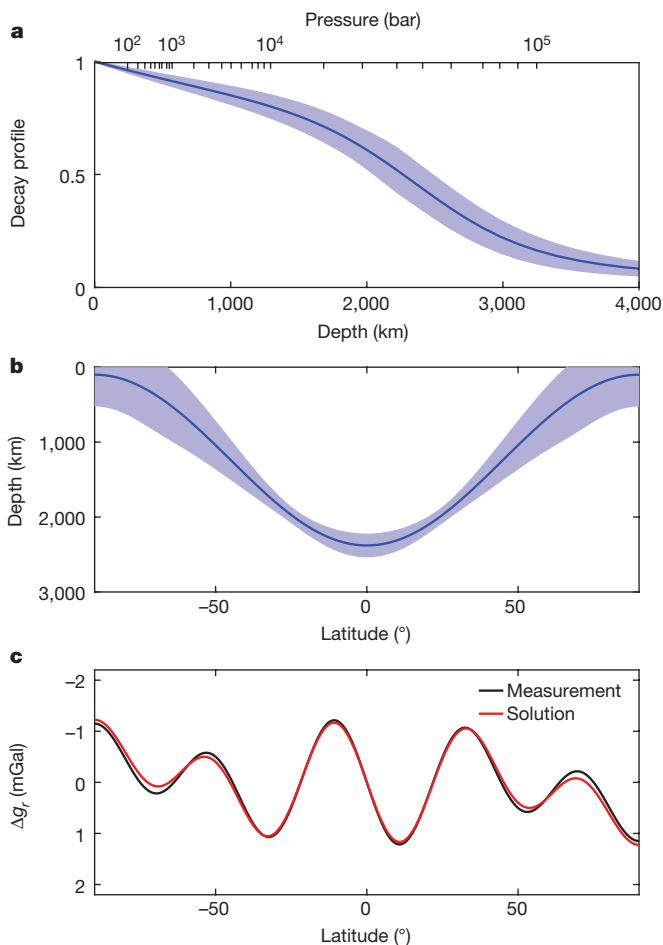 a
Pressure (bar)
10² 10³ 10⁴ 10⁵
1
0.5
0
Decay profile
0 1,000 2,000 3,000 4,000
Depth (km)
b
0
1,000
2,000
3,000
Depth (km)
−50 0 50
Latitude (°)
c
−2
−1
0
1
2
Δgᵣ (mGal)
Measurement
Solution
−50 0 50
Latitude (°)